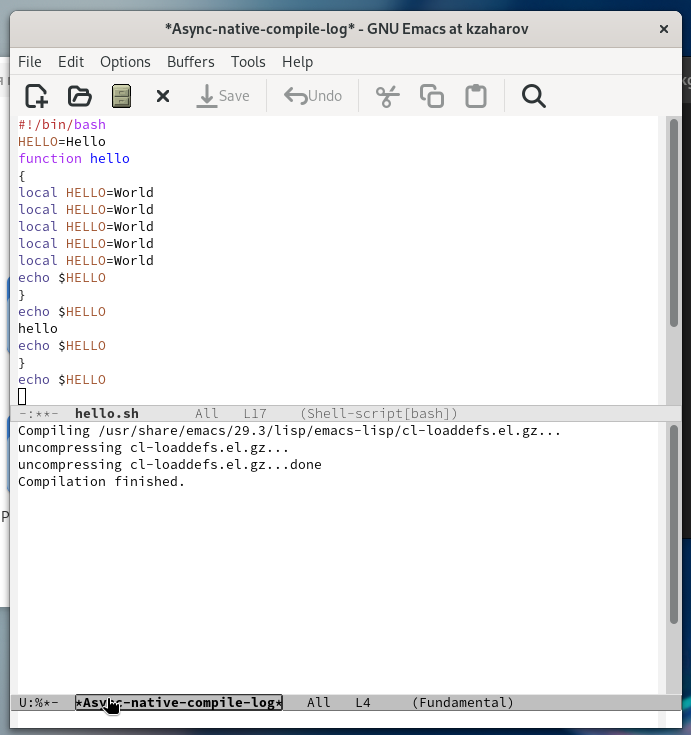 *Async-native-compile-log* - GNU Emacs at kzaharov
File Edit Options Buffers Tools Help
Save Undo
#!/bin/bash
HELLO=Hello
function hello
{
local HELLO=World
local HELLO=World
local HELLO=World
local HELLO=World
local HELLO=World
echo $HELLO
}
echo $HELLO
hello
echo $HELLO
}
echo $HELLO
-:**- hello.sh All L17 (Shell-script[bash])
Compiling /usr/share/emacs/29.3/lisp/emacs-lisp/cl-loaddefs.el.gz...
uncompressing cl-loaddefs.el.gz...
uncompressing cl-loaddefs.el.gz...done
Compilation finished.
U:%*- *Async-native-compile-log* All L4 (Fundamental)